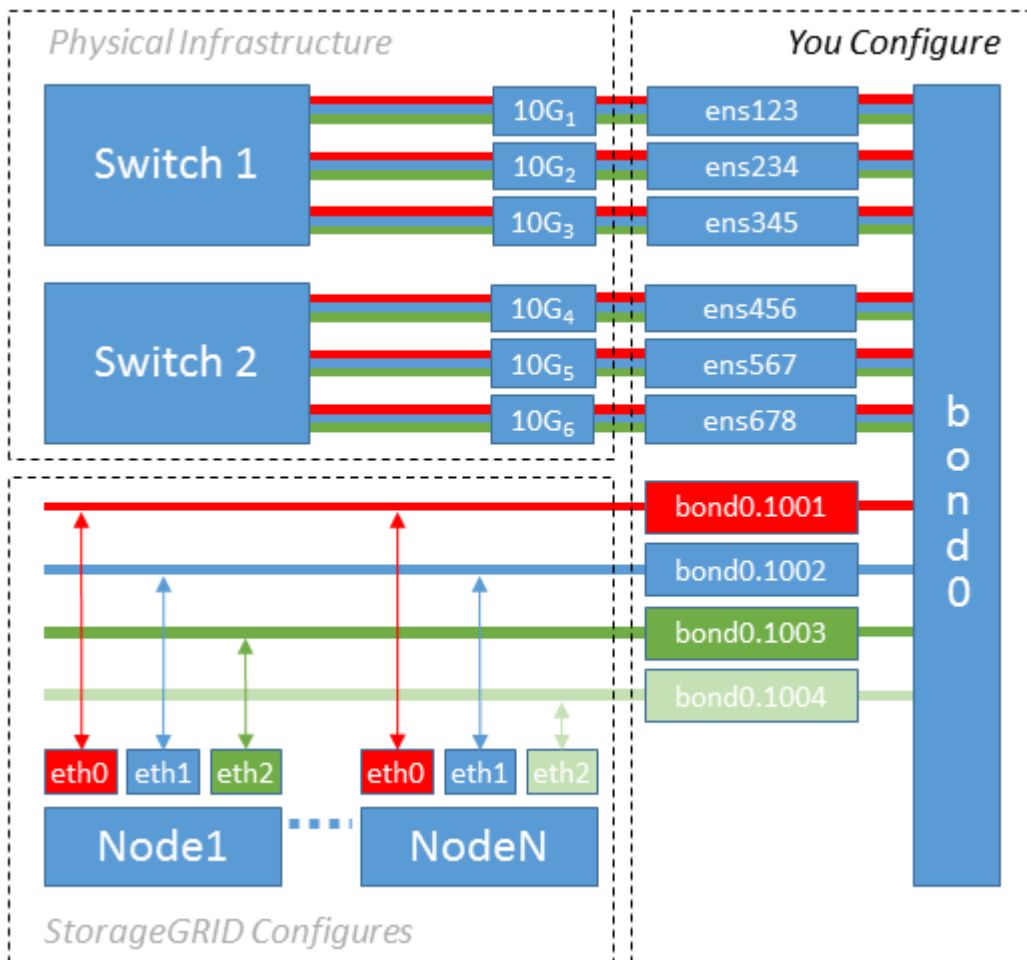 Physical Infrastructure
You Configure
Switch 1
10G₁
ens123
10G₂
ens234
10G₃
ens345
Switch 2
10G₄
ens456
10G₅
ens567
10G₆
ens678
bond0
bond0.1001
bond0.1002
bond0.1003
bond0.1004
eth0
eth1
eth2
eth0
eth1
eth2
Node1
NodeN
StorageGRID Configures